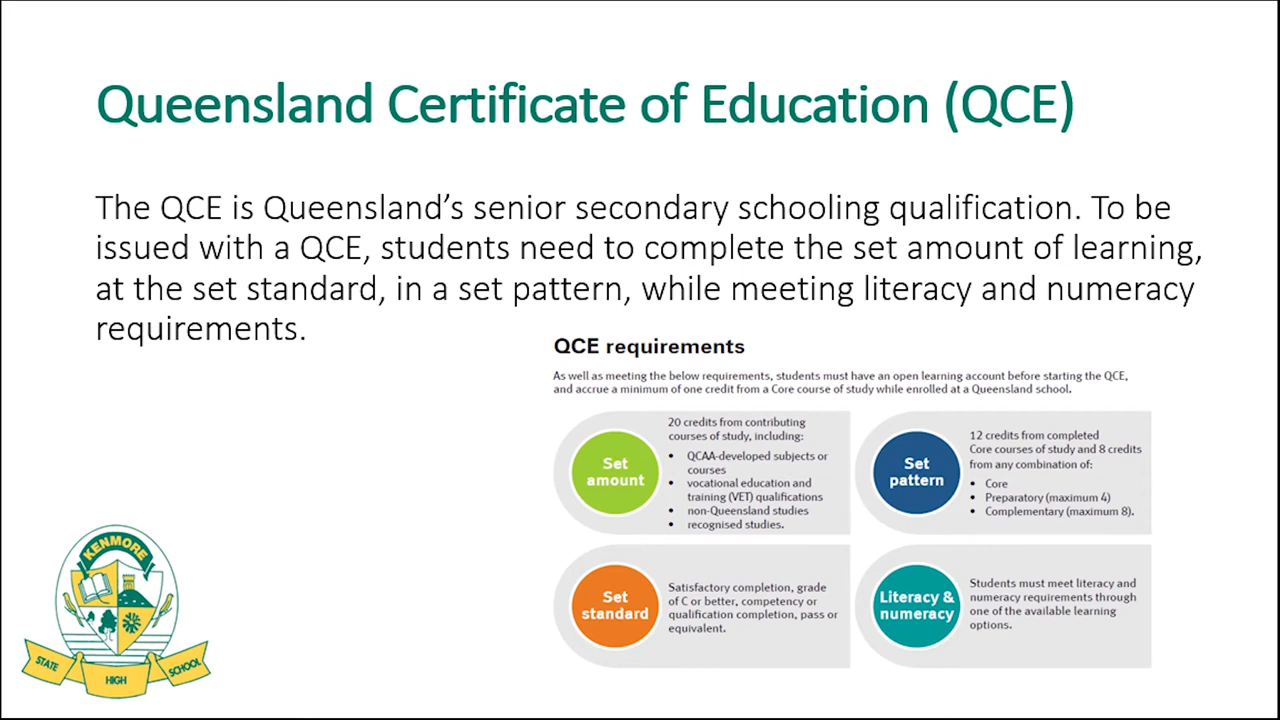 Queensland Certificate of Education (QCE)
The QCE is Queensland's senior secondary schooling qualification. To be
issued with a QCE, students need to complete the set amount of learning,
at the set standard, in a set pattern, while meeting literacy and numeracy
requirements.
QCE requirements
As well as meeting the below requirements, students must have an open learning account before starting the QCE,
and accrue a minimum of one credit from a Core course of study while enrolled at a Queensland school.
Set
amount
20 credits from contributing
courses of study, including:
• QCAA-developed subjects or
courses
• vocational education and
training (VET) qualifications
• non-Queensland studies
• recognised studies.
Set
pattern
12 credits from completed
Core courses of study and 8 credits
from any combination of:
• Core
• Preparatory (maximum 4)
• Complementary (maximum 8).
Set
standard
Satisfactory completion, grade
of C or better, competency or
qualification completion, pass or
equivalent.
Literacy &
numeracy
Students must meet literacy and
numeracy requirements through
one of the available learning
options.
KENMORE
STATE
HIGH
SCHOOL